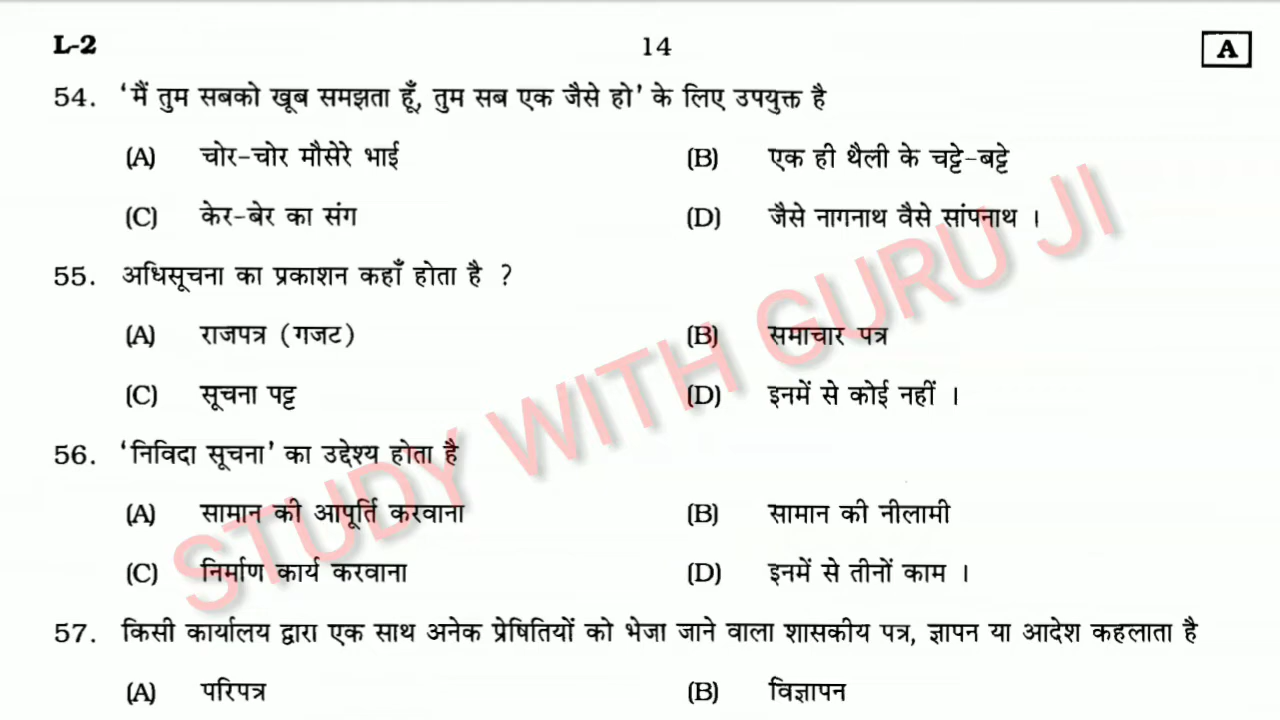 L-2 14 A
54. 'मैं तुम सबको खूब समझता हूँ, तुम सब एक जैसे हो' के लिए उपयुक्त है
(A) चोर-चोर मौसेरे भाई (B) एक ही थैली के चट्टे-बट्टे
(C) केर-बेर का संग (D) जैसे नागनाथ वैसे सांपनाथ ।
55. अधिसूचना का प्रकाशन कहाँ होता है ?
(A) राजपत्र (गजट) (B) समाचार पत्र
(C) सूचना पट्ट (D) इनमें से कोई नहीं ।
56. 'निविदा सूचना' का उद्देश्य होता है
(A) सामान की आपूर्ति करवाना (B) सामान की नीलामी
(C) निर्माण कार्य करवाना (D) इनमें से तीनों काम ।
57. किसी कार्यालय द्वारा एक साथ अनेक प्रेषितियों को भेजा जाने वाला शासकीय पत्र, ज्ञापन या आदेश कहलाता है
(A) परिपत्र (B) विज्ञापन
STUDY WITH GURU JI